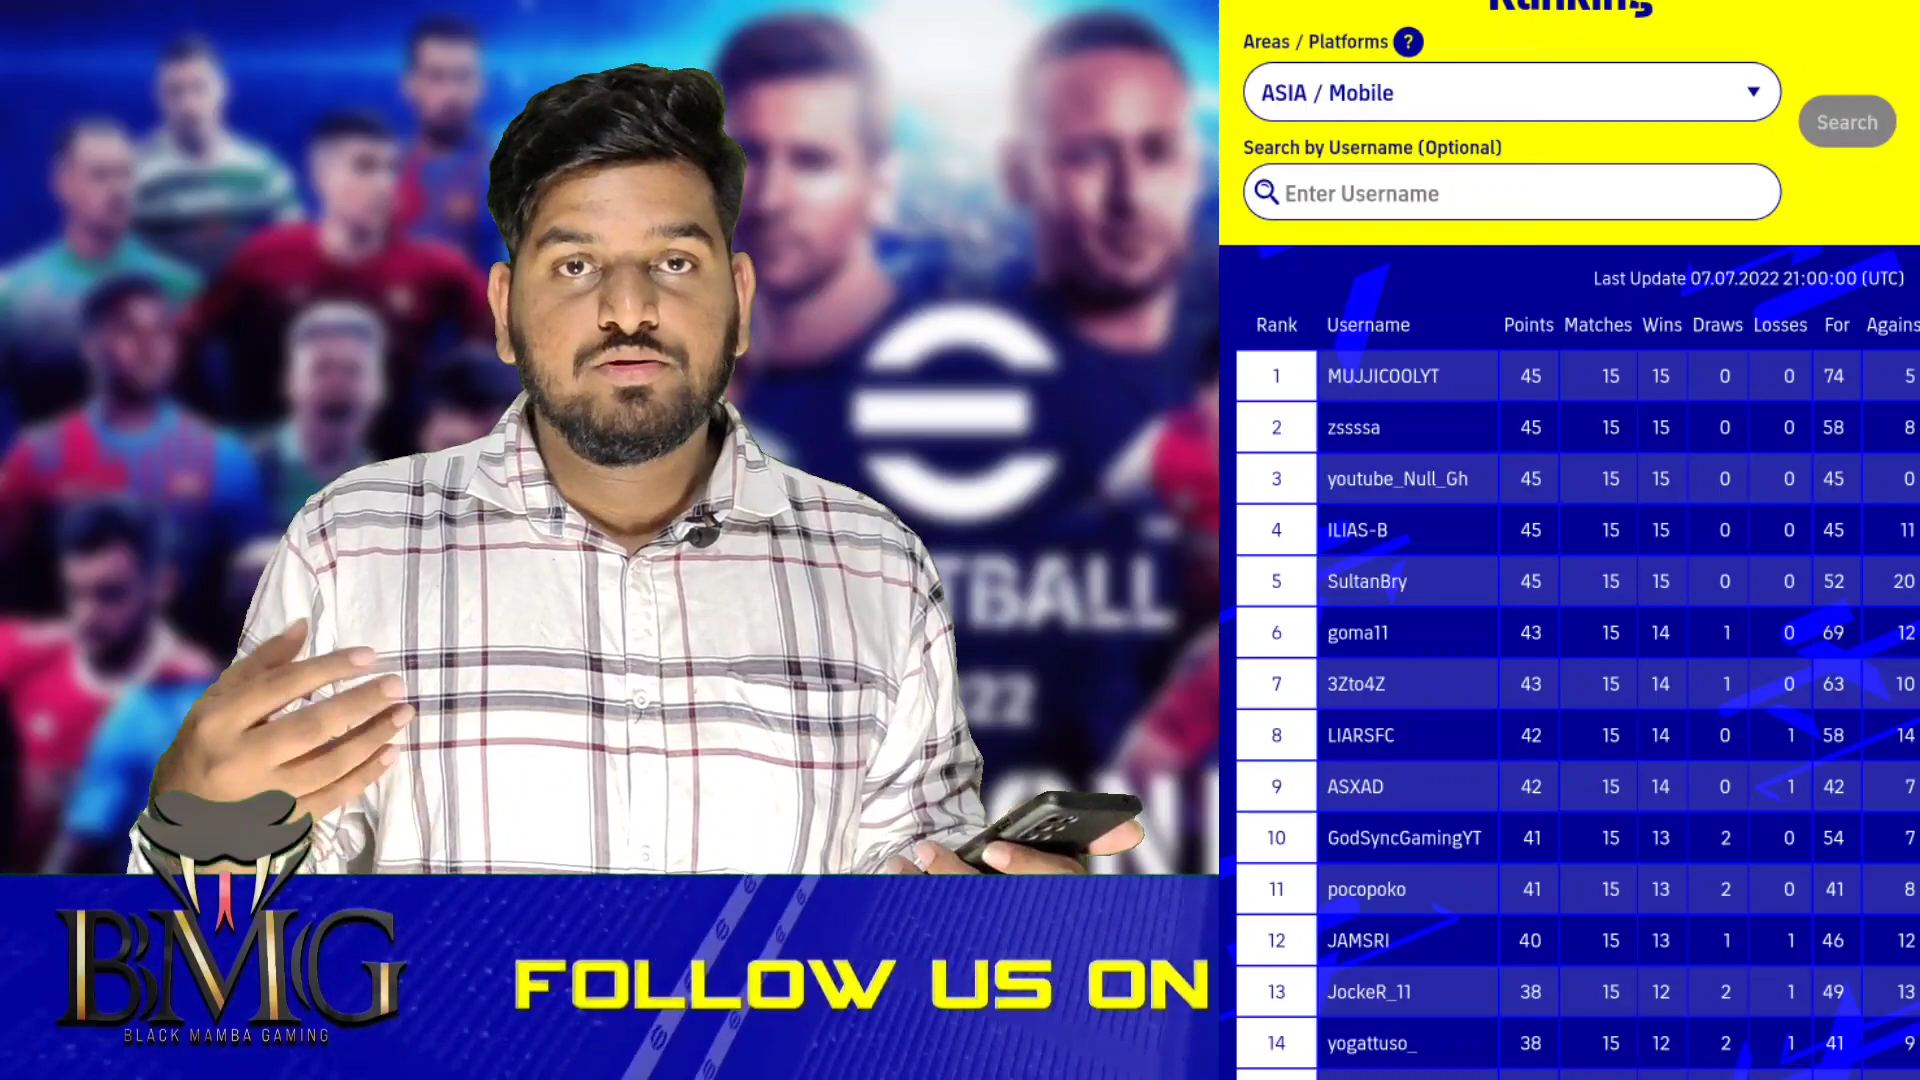 Ranking
Areas / Platforms ?
ASIA / Mobile
Search
Search by Username (Optional)
Enter Username
Last Update 07.07.2022 21:00:00 (UTC)
Rank Username Points Matches Wins Draws Losses For Agains
1 MUJJICOOLYT 45 15 15 0 0 74 5
2 zssssa 45 15 15 0 0 58 8
3 youtube_Null_Gh 45 15 15 0 0 45 0
4 ILIAS-B 45 15 15 0 0 45 11
5 SultanBry 45 15 15 0 0 52 20
6 goma11 43 15 14 1 0 69 12
7 3Zto4Z 43 15 14 1 0 63 10
8 LIARSFC 42 15 14 0 1 58 14
9 ASXAD 42 15 14 0 1 42 7
10 GodSyncGamingYT 41 15 13 2 0 54 7
11 pocopoko 41 15 13 2 0 41 8
12 JAMSRI 40 15 13 1 1 46 12
13 JockeR_11 38 15 12 2 1 49 13
14 yogattuso_ 38 15 12 2 1 41 9
TBALL
22
ON
BMG
BLACK MAMBA GAMING
FOLLOW US ON